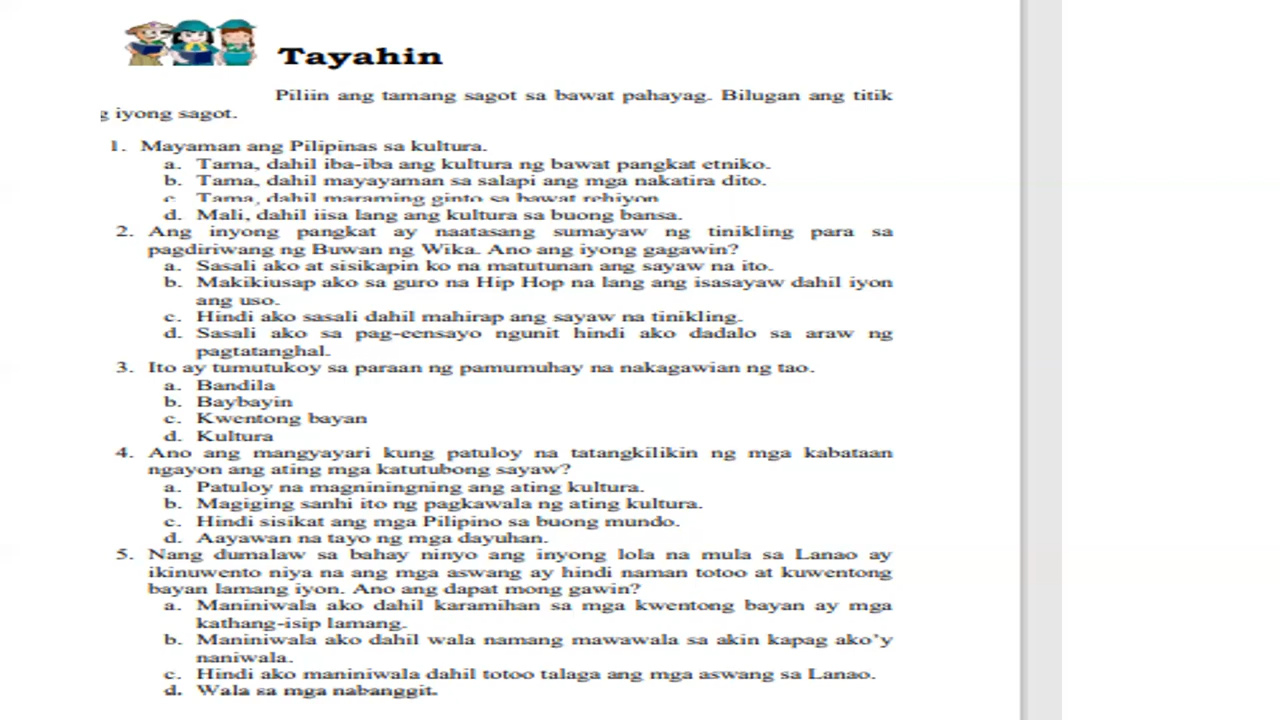 Tayahin
Piliin ang tamang sagot sa bawat pahayag. Bilugan ang titik
g iyong sagot.
1. Mayaman ang Pilipinas sa kultura.
a. Tama, dahil iba-iba ang kultura ng bawat pangkat etniko.
b. Tama, dahil mayayaman sa salapi ang mga nakatira dito.
c. Tama, dahil maraming ginto sa bawat rehiyon
d. Mali, dahil iisa lang ang kultura sa buong bansa.
2. Ang inyong pangkat ay naatasang sumayaw ng tinikling para sa
pagdiriwang ng Buwan ng Wika. Ano ang iyong gagawin?
a. Sasali ako at sisikapin ko na matutunan ang sayaw na ito.
b. Makikiusap ako sa guro na Hip Hop na lang ang isasayaw dahil iyon
ang uso.
c. Hindi ako sasali dahil mahirap ang sayaw na tinikling.
d. Sasali ako sa pag-eensayo ngunit hindi ako dadalo sa araw ng
pagtatanghal.
3. Ito ay tumutukoy sa paraan ng pamumuhay na nakagawian ng tao.
a. Bandila
b. Baybayin
c. Kwentong bayan
d. Kultura
4. Ano ang mangyayari kung patuloy na tatangkilikin ng mga kabataan
ngayon ang ating mga katutubong sayaw?
a. Patuloy na magniningning ang ating kultura.
b. Magiging sanhi ito ng pagkawala ng ating kultura.
c. Hindi sisikat ang mga Pilipino sa buong mundo.
d. Aayawan na tayo ng mga dayuhan.
5. Nang dumalaw sa bahay ninyo ang inyong lola na mula sa Lanao ay
ikinuwento niya na ang mga aswang ay hindi naman totoo at kuwentong
bayan lamang iyon. Ano ang dapat mong gawin?
a. Maniniwala ako dahil karamihan sa mga kwentong bayan ay mga
kathang-isip lamang.
b. Maniniwala ako dahil wala namang mawawala sa akin kapag ako'y
naniwala.
c. Hindi ako maniniwala dahil totoo talaga ang mga aswang sa Lanao.
d. Wala sa mga nabanggit.